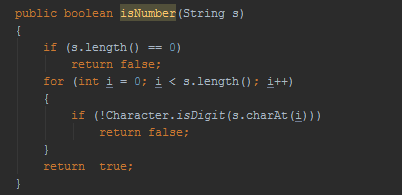 public boolean isNumber(String s)
{
    if (s.length() == 0)
        return false;
    for (int i = 0; i < s.length(); i++)
    {
        if (!Character.isDigit(s.charAt(i)))
            return false;
    }
    return  true;
}